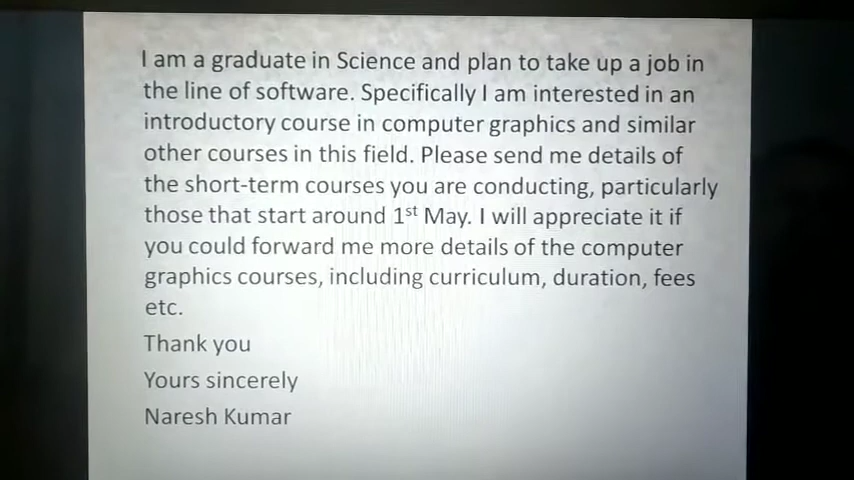 I am a graduate in Science and plan to take up a job in
the line of software. Specifically I am interested in an
introductory course in computer graphics and similar
other courses in this field. Please send me details of
the short-term courses you are conducting, particularly
those that start around 1st May. I will appreciate it if
you could forward me more details of the computer
graphics courses, including curriculum, duration, fees
etc.
Thank you
Yours sincerely
Naresh Kumar